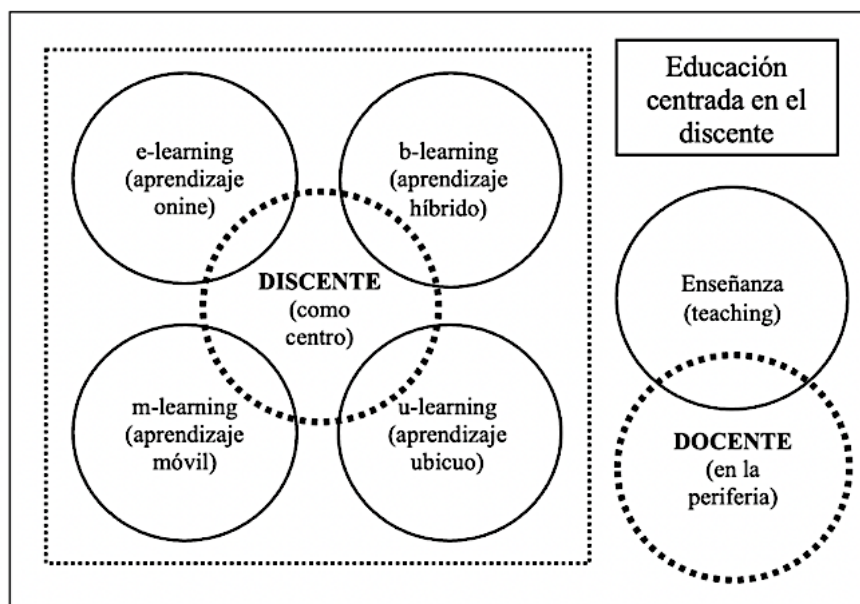 e-learning
(aprendizaje
onine)
b-learning
(aprendizaje
híbrido)
DISCENTE
(como
centro)
m-learning
(aprendizaje
móvil)
u-learning
(aprendizaje
ubicuo)
Educación
centrada en el
discente
Enseñanza
(teaching)
DOCENTE
(en la
periferia)